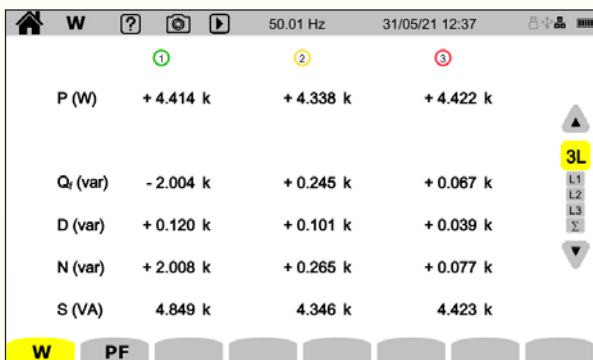 W ? 50.01 Hz 31/05/21 12:37
1 2 3
P (W) + 4.414 k + 4.338 k + 4.422 k
3L
Qf (var) - 2.004 k + 0.245 k + 0.067 k
L1
L2
D (var) + 0.120 k + 0.101 k + 0.039 k
L3
Σ
N (var) + 2.008 k + 0.265 k + 0.077 k
S (VA) 4.849 k 4.346 k 4.423 k
W PF